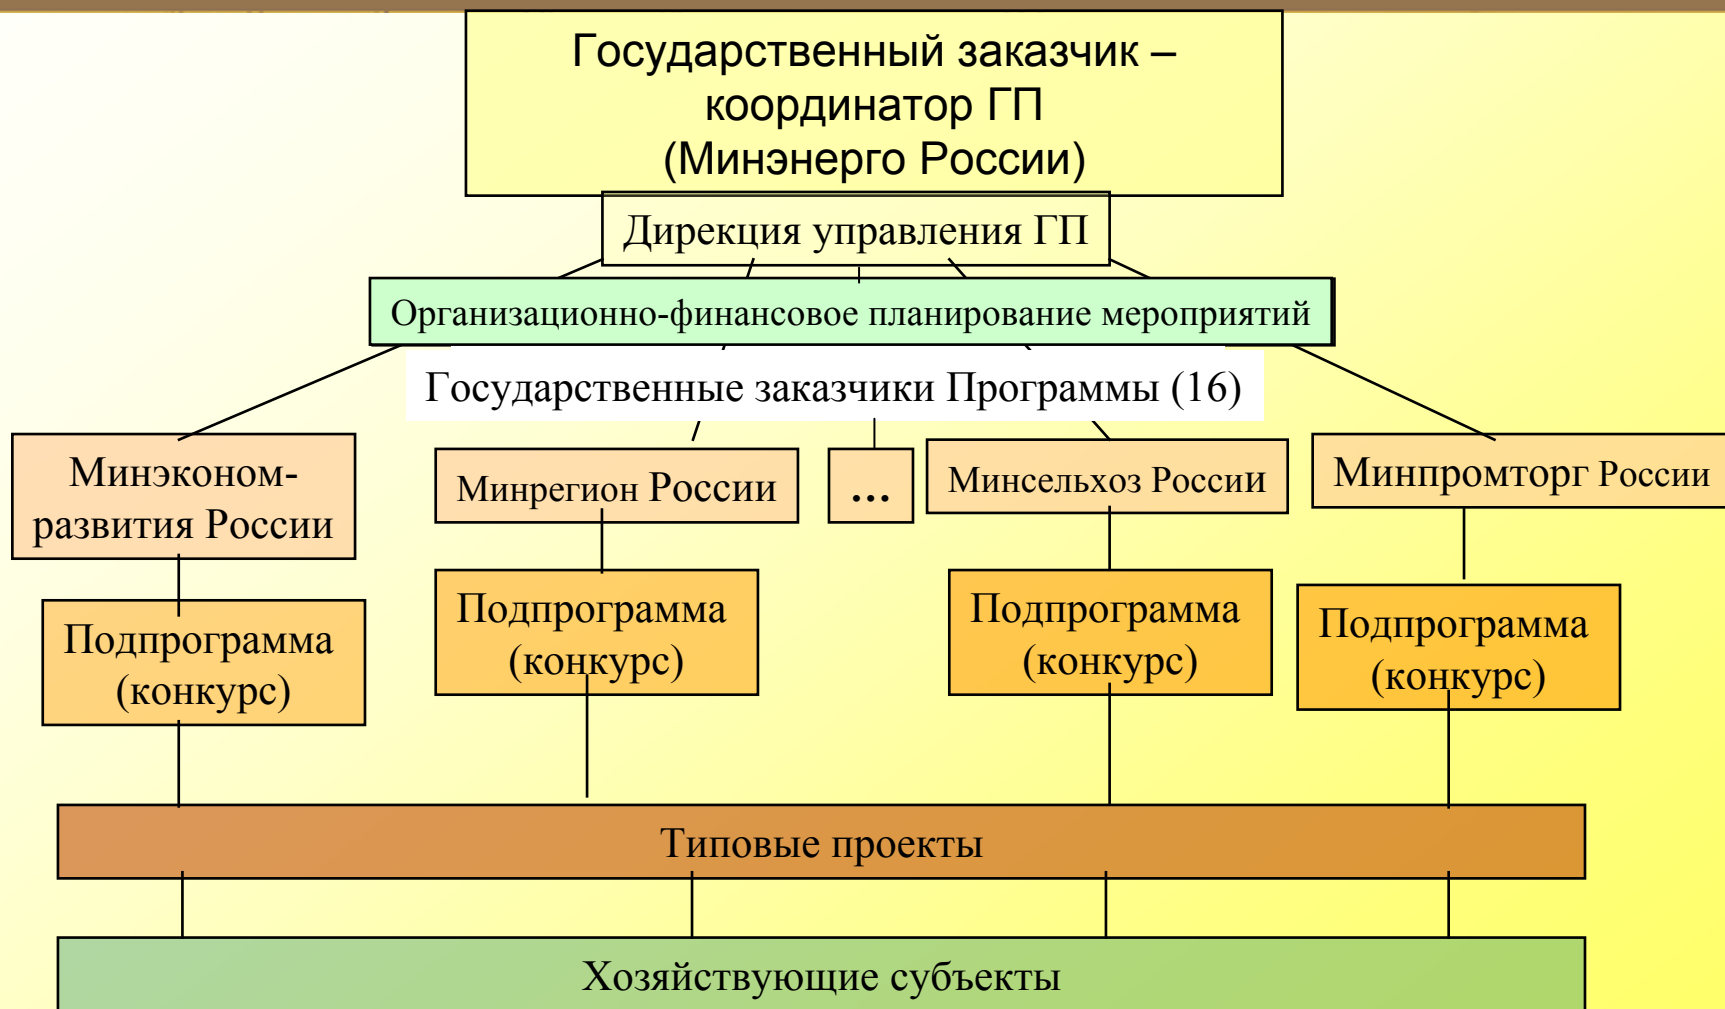 Государственный заказчик –
координатор ГП
(Минэнерго России)
Дирекция управления ГП
Организационно-финансовое планирование мероприятий
Государственные заказчики Программы (16)
Минэконом-
развития России
Минрегион России
...
Минсельхоз России
Минпромторг России
Подпрограмма
(конкурс)
Подпрограмма
(конкурс)
Подпрограмма
(конкурс)
Подпрограмма
(конкурс)
Типовые проекты
Хозяйствующие субъекты